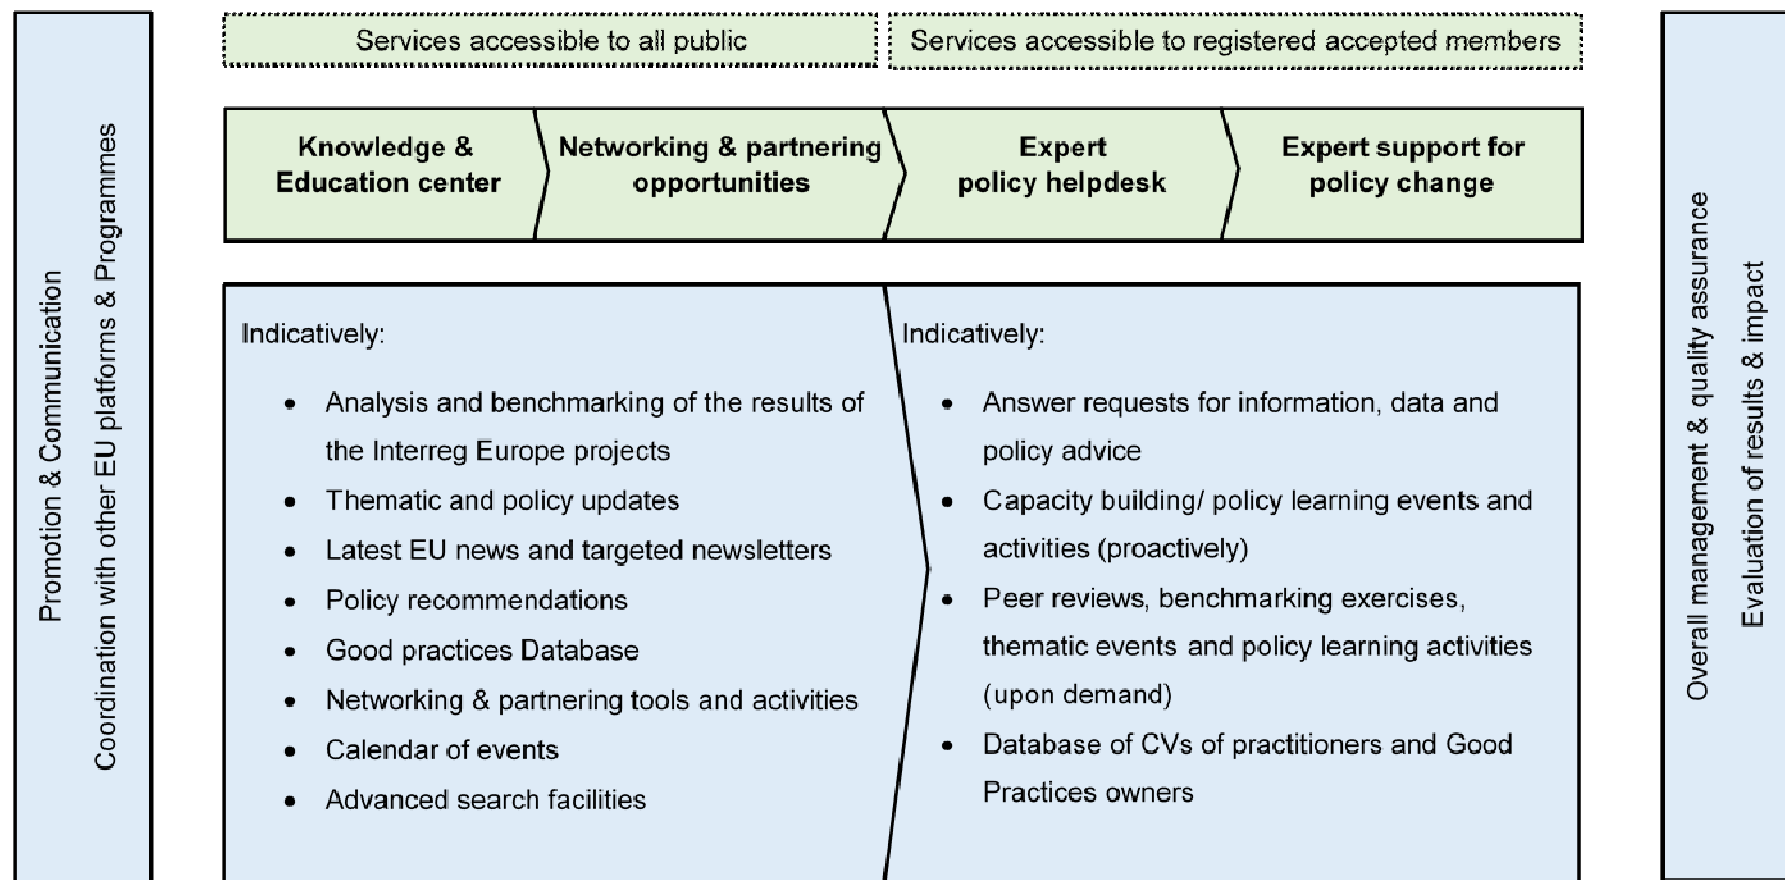 Promotion & Communication
Coordination with other EU platforms & Programmes
Services accessible to all public
Services accessible to registered accepted members
Knowledge &
Education center
Networking & partnering
opportunities
Expert
policy helpdesk
Expert support for
policy change
Indicatively:
• Analysis and benchmarking of the results of
the Interreg Europe projects
• Thematic and policy updates
• Latest EU news and targeted newsletters
• Policy recommendations
• Good practices Database
• Networking & partnering tools and activities
• Calendar of events
• Advanced search facilities
Indicatively:
• Answer requests for information, data and
policy advice
• Capacity building/ policy learning events and
activities (proactively)
• Peer reviews, benchmarking exercises,
thematic events and policy learning activities
(upon demand)
• Database of CVs of practitioners and Good
Practices owners
Overall management & quality assurance
Evaluation of results & impact